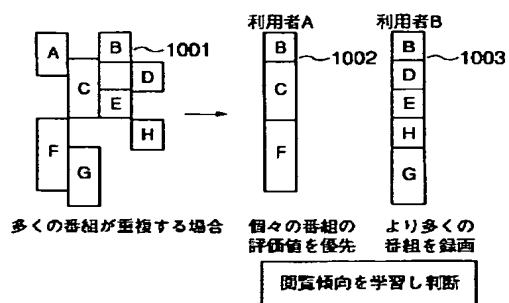 利用者A
利用者B
A
B
1001
C
D
E
F
G
H
B
1002
C
F
B
1003
D
E
H
G
多くの番組が重複する場合
個々の番組の
評価値を優先
より多くの
番組を録画
閲覧傾向を学習し判断